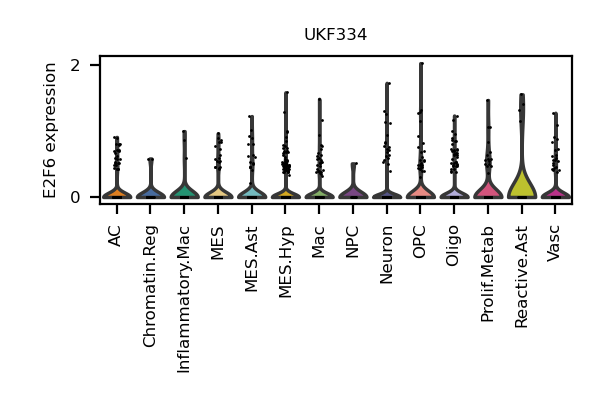 UKF334
E2F6 expression
2
0
AC
Chromatin.Reg
Inflammatory.Mac
MES
MES.Ast
MES.Hyp
Mac
NPC
Neuron
OPC
Oligo
Prolif.Metab
Reactive.Ast
Vasc